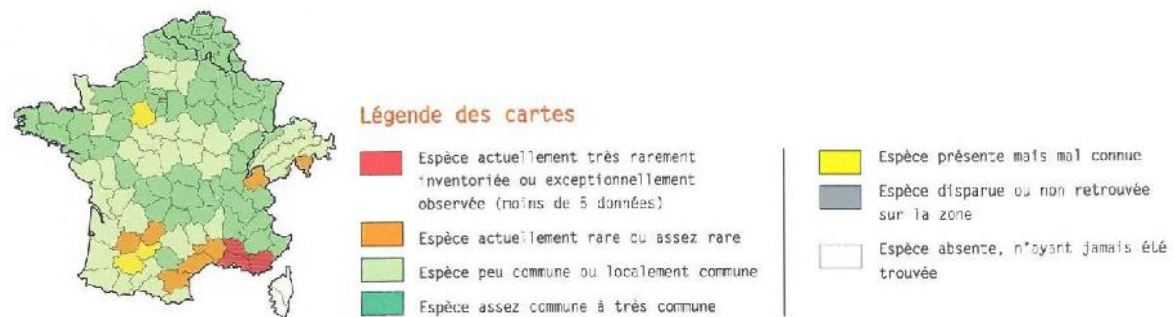 Légende des cartes
Espèce actuellement très rarement
inventoriée ou exceptionnellement
observée (moins de 5 données)
Espèce actuellement rare ou assez rare
Espèce peu commune ou localement commune
Espèce assez commune à très commune
Espèce présente mais mal connue
Espèce disparue ou non retrouvée
sur la zone
Espèce absente, n'ayant jamais été
trouvée